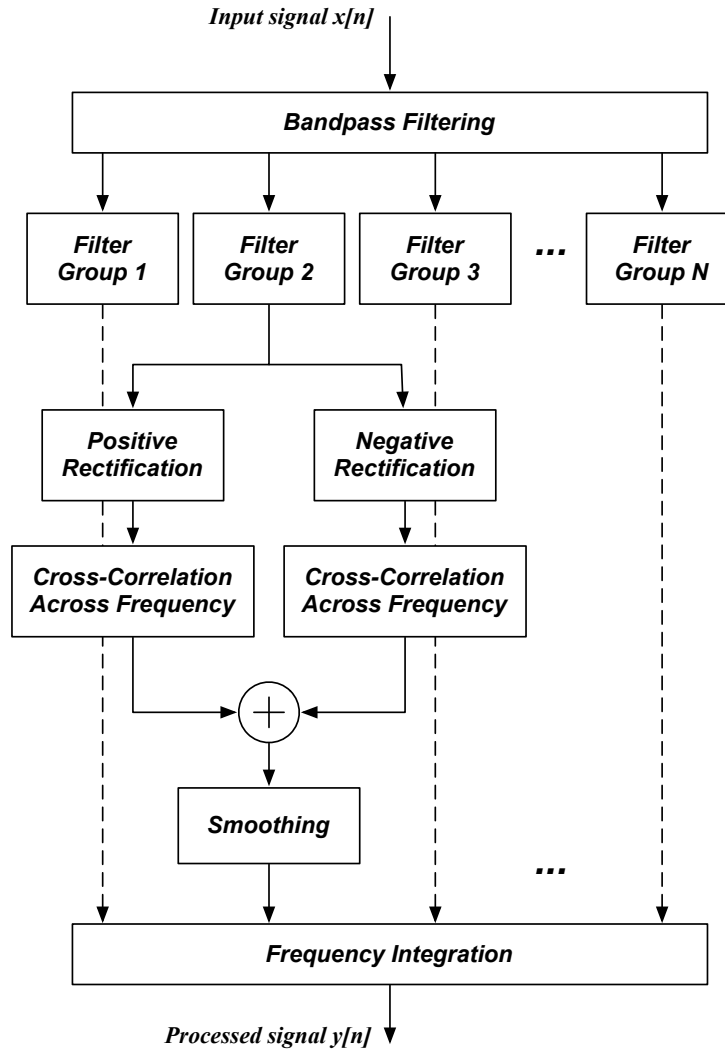 Input signal x[n]
Bandpass Filtering
Filter
Group 1
Filter
Group 2
Filter
Group 3
...
Filter
Group N
Positive
Rectification
Negative
Rectification
Cross-Correlation
Across Frequency
Cross-Correlation
Across Frequency
+
Smoothing
...
Frequency Integration
Processed signal y[n]